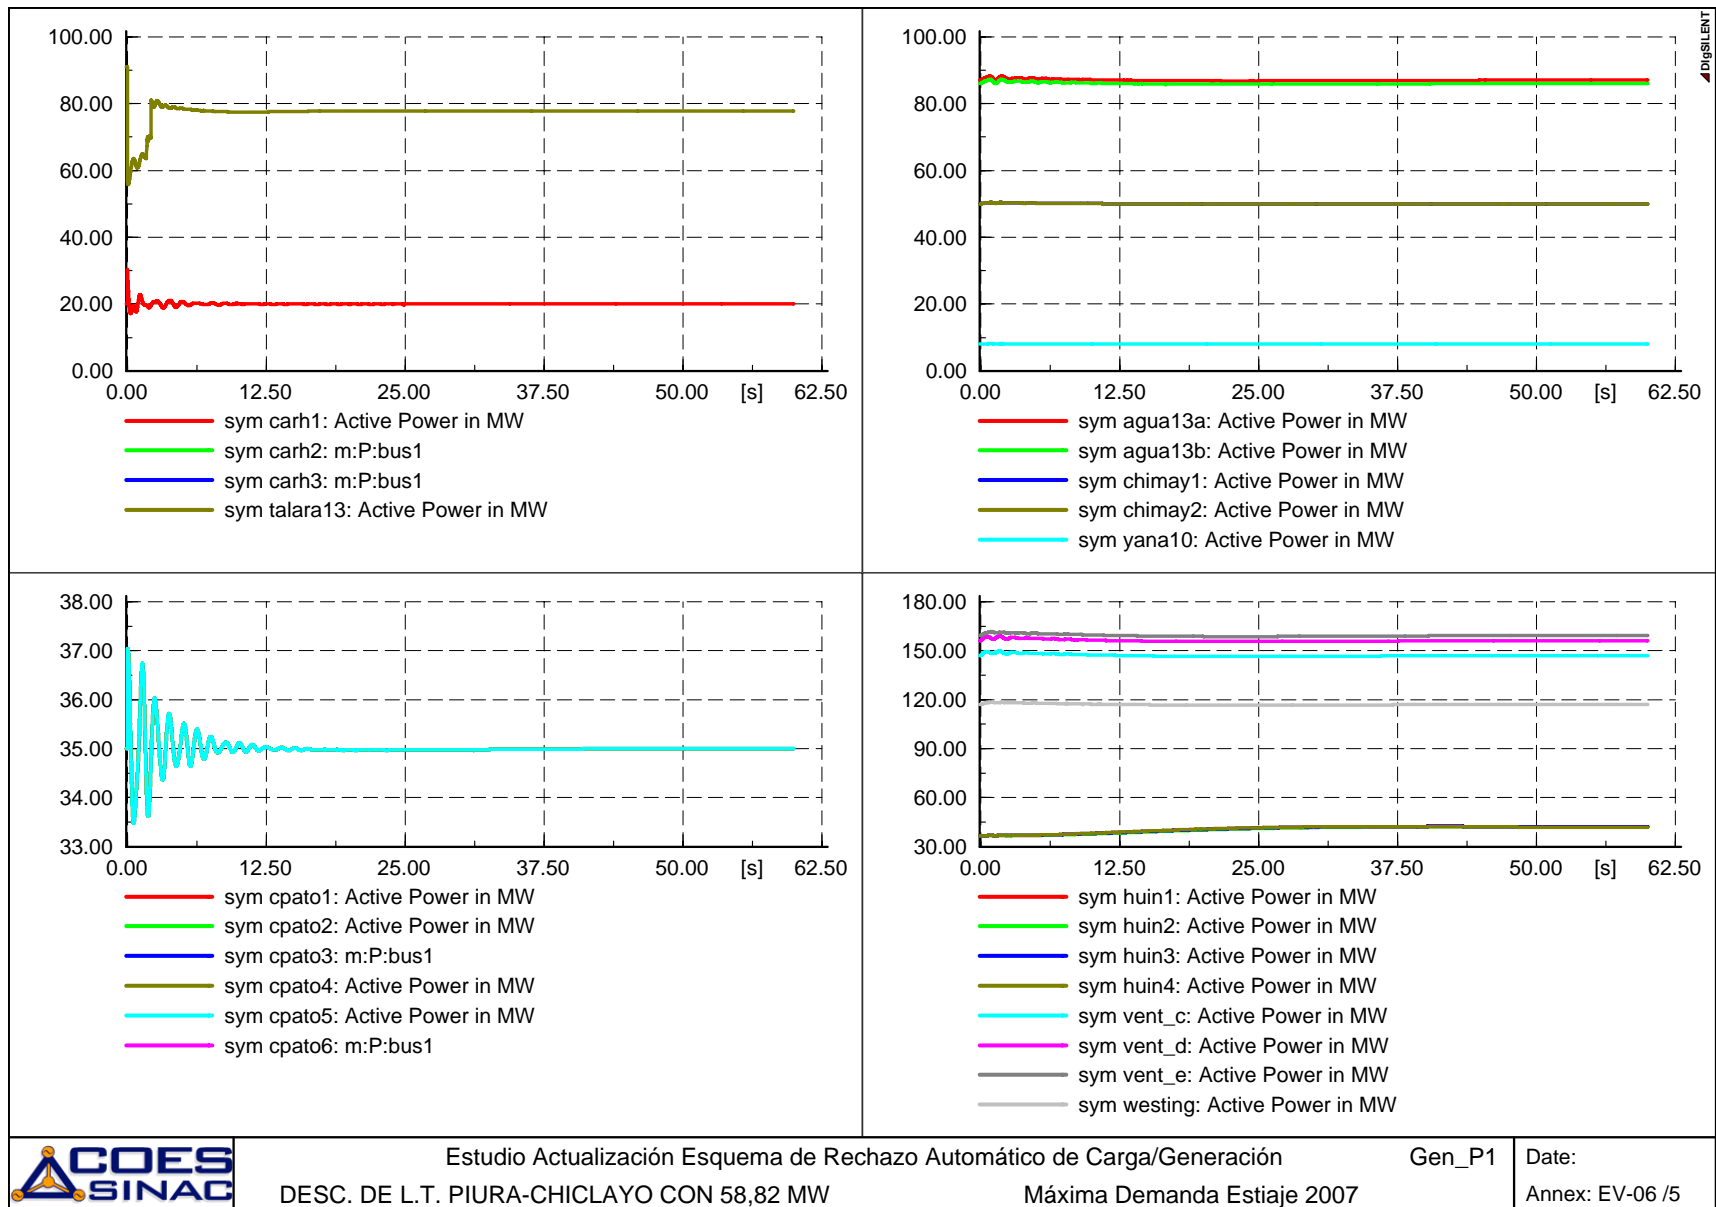 DIgSILENT
100.00
80.00
60.00
40.00
20.00
0.00
0.00 12.50 25.00 37.50 50.00 [s] 62.50
sym carh1: Active Power in MW
sym carh2: m:P:bus1
sym carh3: m:P:bus1
sym talara13: Active Power in MW
100.00
80.00
60.00
40.00
20.00
0.00
0.00 12.50 25.00 37.50 50.00 [s] 62.50
sym agua13a: Active Power in MW
sym agua13b: Active Power in MW
sym chimay1: Active Power in MW
sym chimay2: Active Power in MW
sym yana10: Active Power in MW
38.00
37.00
36.00
35.00
34.00
33.00
0.00 12.50 25.00 37.50 50.00 [s] 62.50
sym cpato1: Active Power in MW
sym cpato2: Active Power in MW
sym cpato3: m:P:bus1
sym cpato4: Active Power in MW
sym cpato5: Active Power in MW
sym cpato6: m:P:bus1
180.00
150.00
120.00
90.00
60.00
30.00
0.00 12.50 25.00 37.50 50.00 [s] 62.50
sym huin1: Active Power in MW
sym huin2: Active Power in MW
sym huin3: Active Power in MW
sym huin4: Active Power in MW
sym vent_c: Active Power in MW
sym vent_d: Active Power in MW
sym vent_e: Active Power in MW
sym westing: Active Power in MW
COES
SINAC
Estudio Actualización Esquema de Rechazo Automático de Carga/Generación Gen_P1
DESC. DE L.T. PIURA-CHICLAYO CON 58,82 MW Máxima Demanda Estiaje 2007
Date:
Annex: EV-06 /5